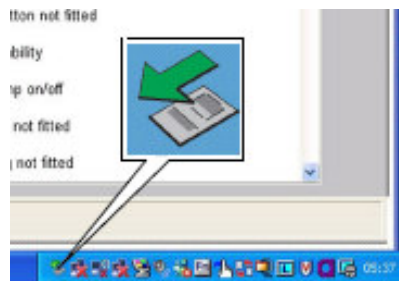 tton not fitted
bility
np on/off
not fitted
not fitted
05:37